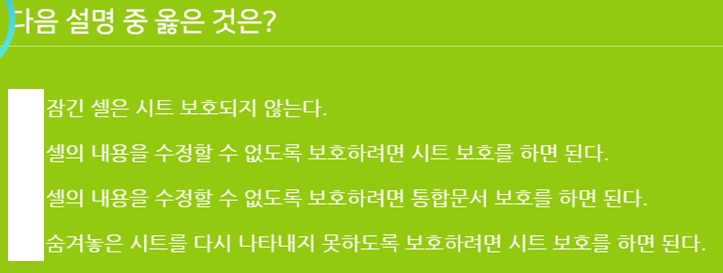 다음 설명 중 옳은 것은?
잠긴 셀은 시트 보호되지 않는다.
셀의 내용을 수정할 수 없도록 보호하려면 시트 보호를 하면 된다.
셀의 내용을 수정할 수 없도록 보호하려면 통합문서 보호를 하면 된다.
숨겨놓은 시트를 다시 나타내지 못하도록 보호하려면 시트 보호를 하면 된다.